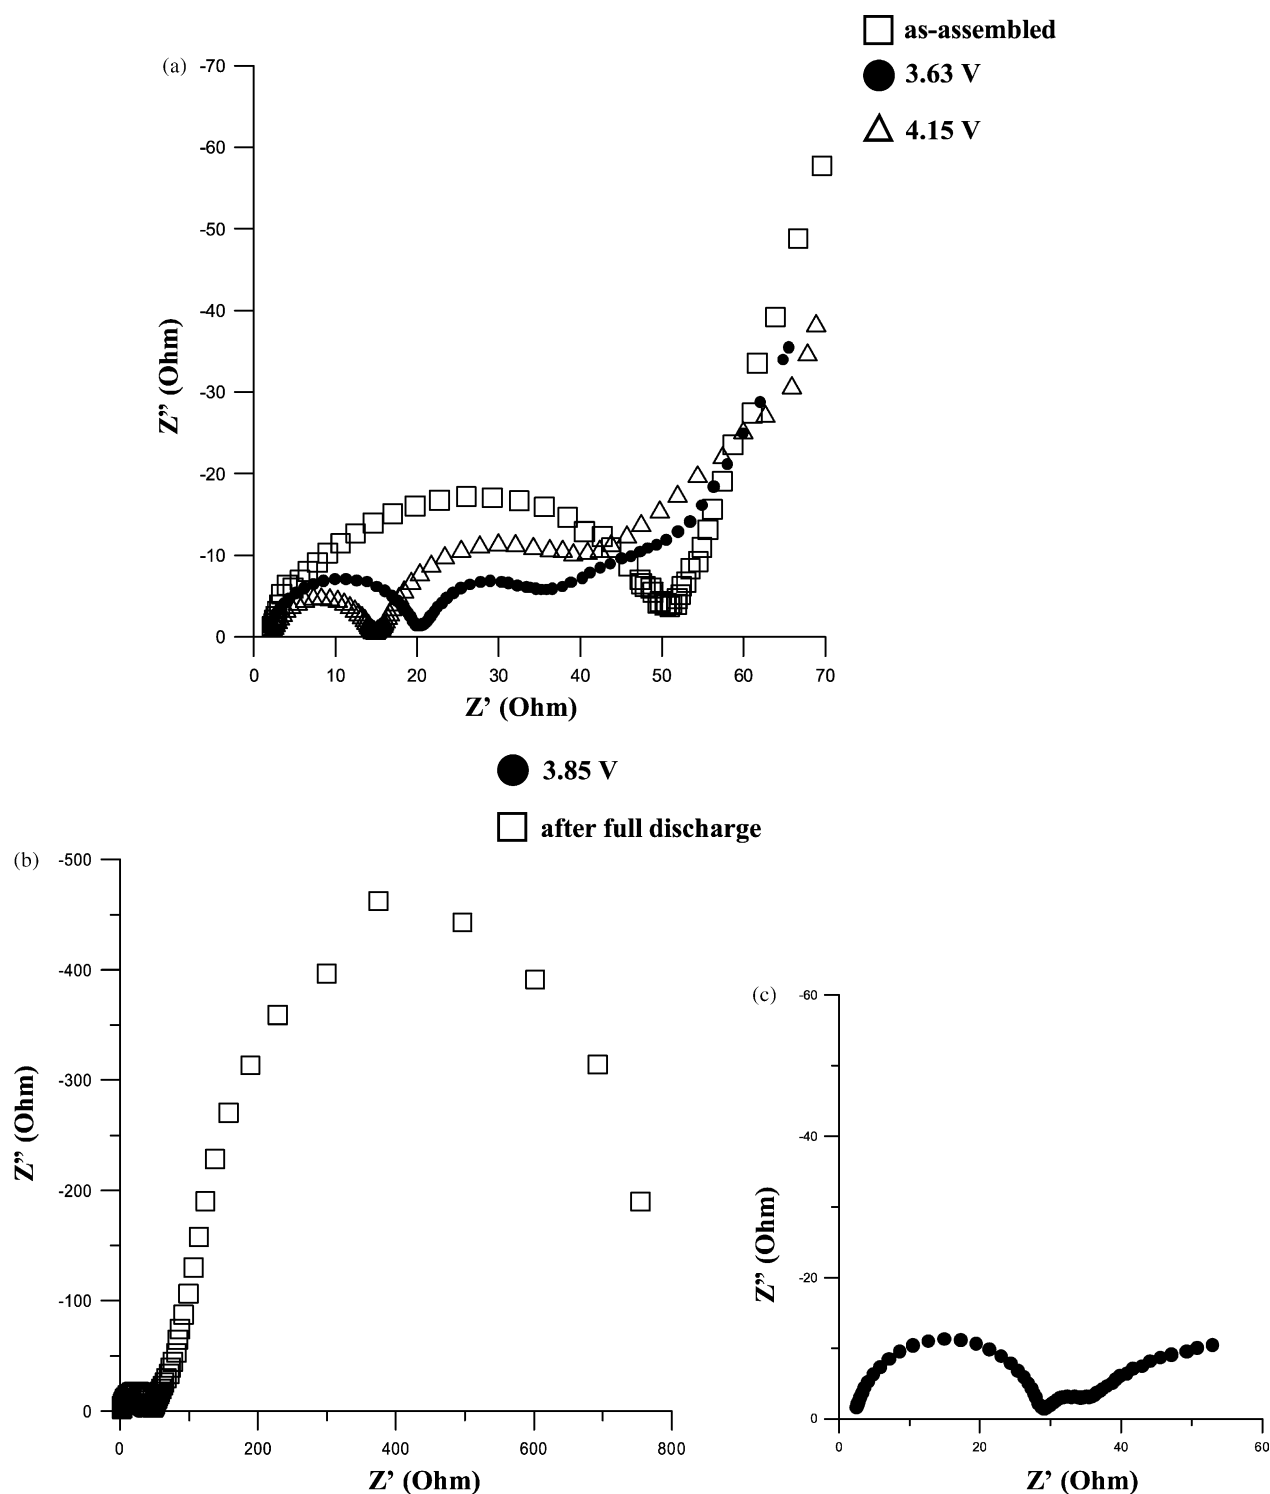 as-assembled
3.63 V
4.15 V
(a)
-70
-60
-50
-40
-30
-20
-10
0
Z” (Ohm)
0 10 20 30 40 50 60 70
Z’ (Ohm)
3.85 V
after full discharge
(b)
-500
-400
-300
-200
-100
0
Z” (Ohm)
0 200 400 600 800
Z’ (Ohm)
(c)
-60
-40
-20
0
Z” (Ohm)
0 20 40 60
Z’ (Ohm)